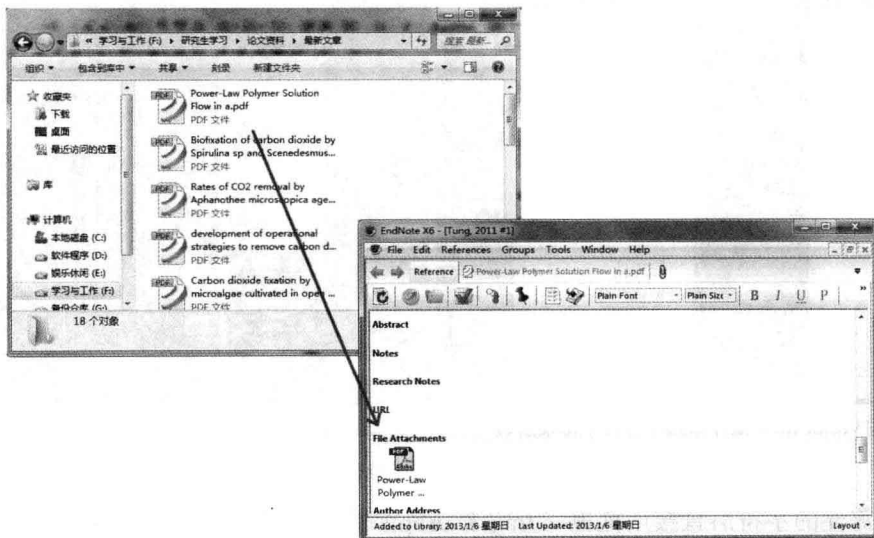 « 学习与工作 (F:) ▸ 研究生学习 ▸ 论文资料 ▸ 最新文章
搜索 最新...
组织 包含到库中 共享 刻录 新建文件夹
收藏夹
下载
桌面
最近访问的位置
库
计算机
本地磁盘 (C:)
软件程序 (D:)
娱乐休闲 (E:)
学习与工作 (F:)
备份仓库 (G:)
Power-Law Polymer Solution
Flow in a.pdf
PDF 文件
Biofixation of carbon dioxide by
Spirulina sp and Scenedesmus...
PDF 文件
Rates of CO2 removal by
Aphanothee microscopica age...
PDF 文件
development of operational
strategies to remove carbon d...
PDF 文件
Carbon dioxide fixation by
microalgae cultivated in open ...
PDF 文件
18 个对象
EndNote X6 - [Tung, 2011 #1]
File Edit References Groups Tools Window Help
Reference Power-Law Polymer Solution Flow in a.pdf
Plain Font Plain Size B I U P »
Abstract
Notes
Research Notes
URL
File Attachments
PDF
Power-Law
Polymer ...
Author Address
Added to Library: 2013/1/6 星期日 Last Updated: 2013/1/6 星期日 Layout